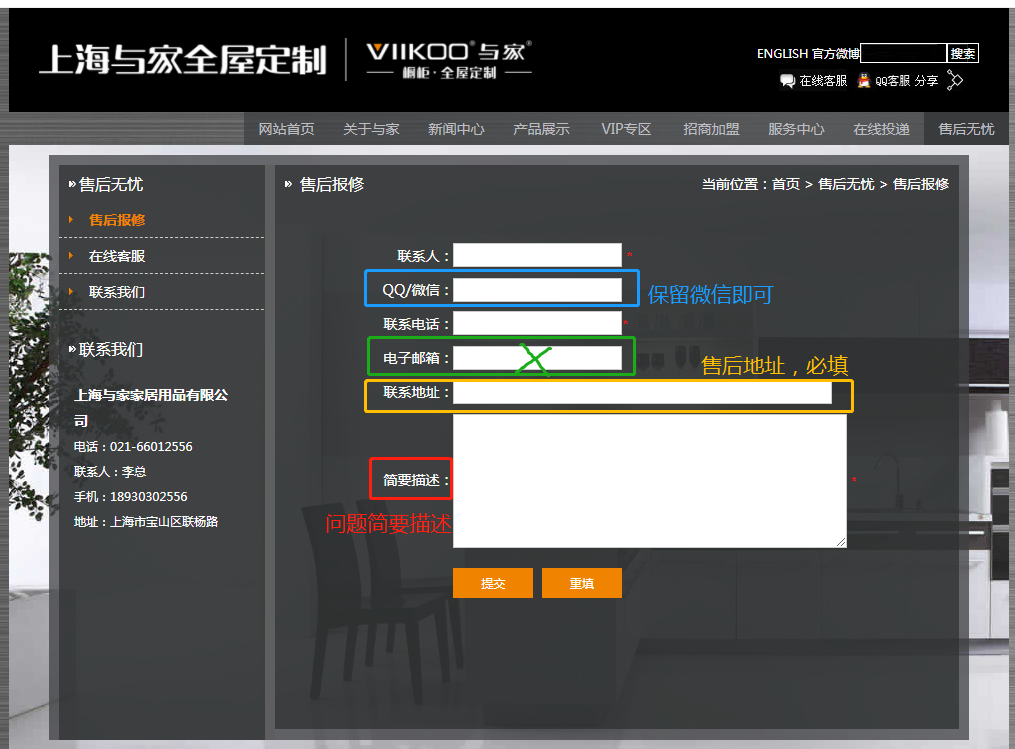 上海与家全屋定制
VIIKOO®与家®
橱柜·全屋定制
ENGLISH 官方微博 搜索
在线客服 QQ客服 分享
网站首页 关于与家 新闻中心 产品展示 VIP专区 招商加盟 服务中心 在线投递 售后无忧
售后无忧
售后报修
在线客服
联系我们
联系我们
上海与家家居用品有限公
司
电话：021-66012556
联系人：李总
手机：18930302556
地址：上海市宝山区联杨路
售后报修
当前位置：首页 > 售后无忧 > 售后报修
联系人： *
QQ/微信： 保留微信即可
联系电话： *
电子邮箱：
售后地址，必填
联系地址：
简要描述： *
问题简要描述
提交 重填